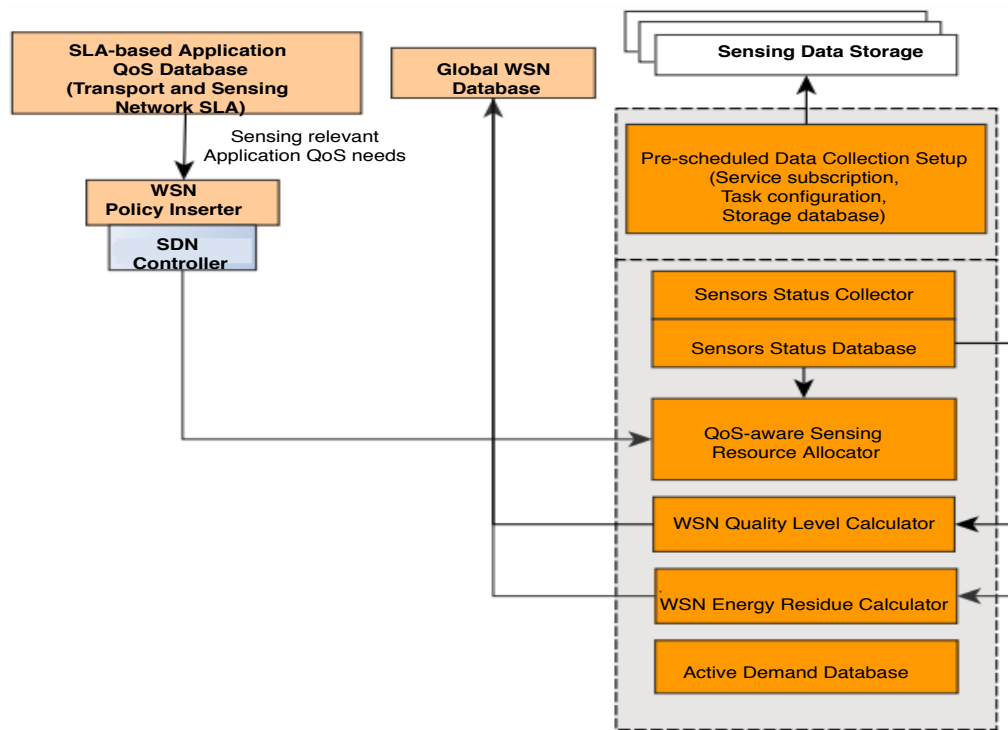 SLA-based Application
QoS Database
(Transport and Sensing
Network SLA)
Sensing relevant
Application QoS needs
WSN
Policy Inserter
SDN
Controller
Global WSN
Database
Sensing Data Storage
Pre-scheduled Data Collection Setup
(Service subscription,
Task configuration,
Storage database)
Sensors Status Collector
Sensors Status Database
QoS-aware Sensing
Resource Allocator
WSN Quality Level Calculator
WSN Energy Residue Calculator
Active Demand Database